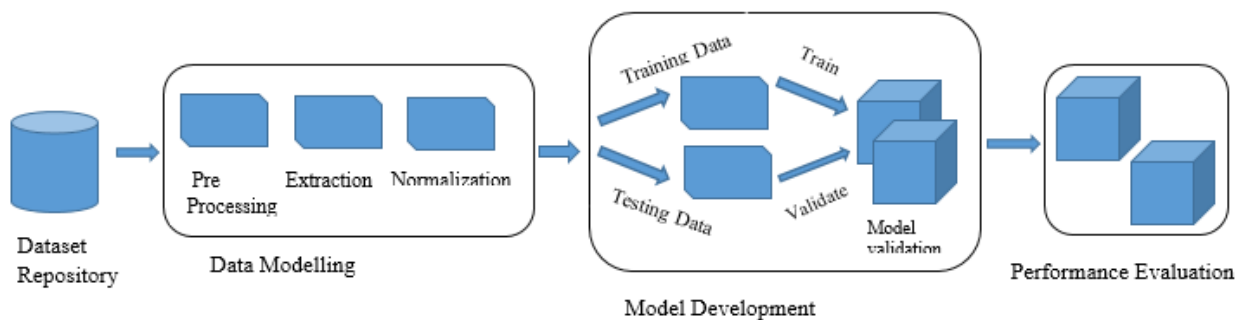 Dataset
Repository
Pre
Processing
Extraction
Normalization
Data Modelling
Training Data
Testing Data
Train
Validate
Model
validation
Model Development
Performance Evaluation